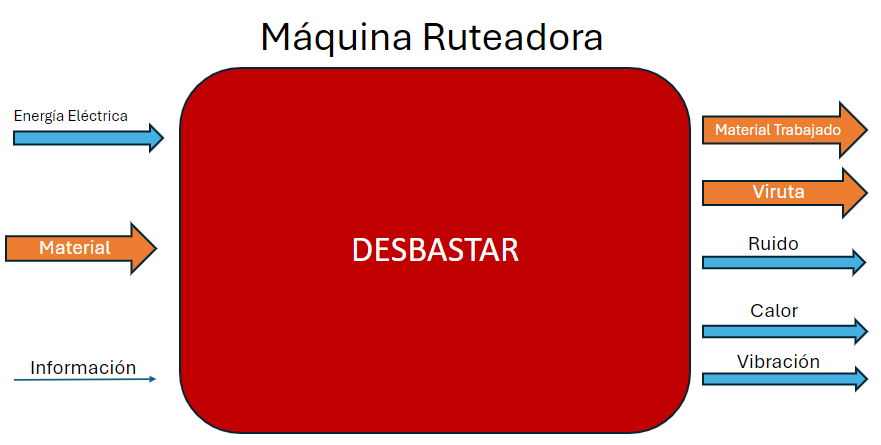 Máquina Ruteadora
Energía Eléctrica
Material
Información
DESBASTAR
Material Trabajado
Viruta
Ruido
Calor
Vibración